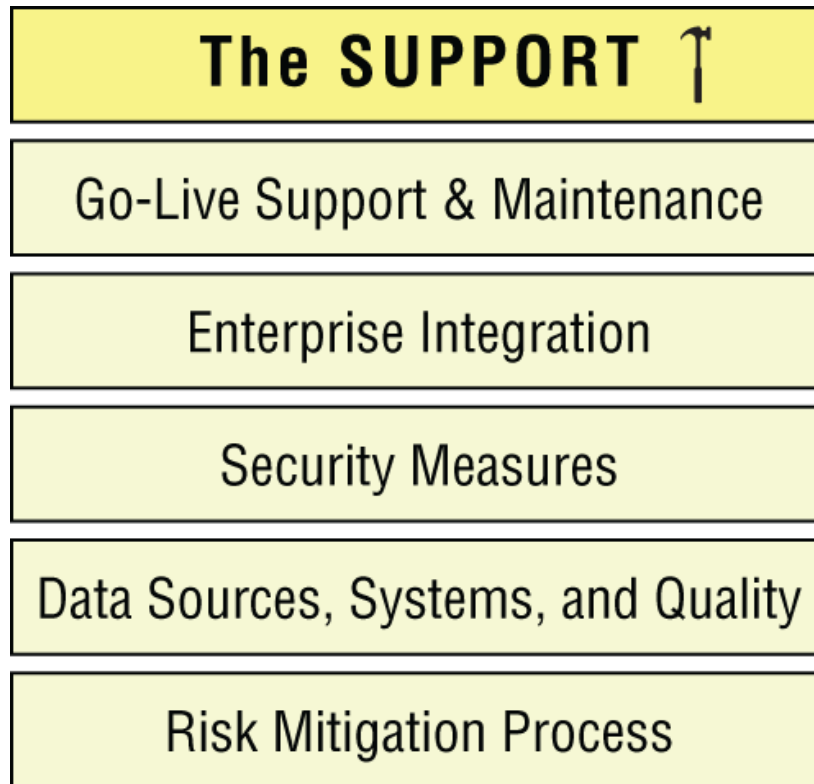 The SUPPORT
Go-Live Support & Maintenance
Enterprise Integration
Security Measures
Data Sources, Systems, and Quality
Risk Mitigation Process